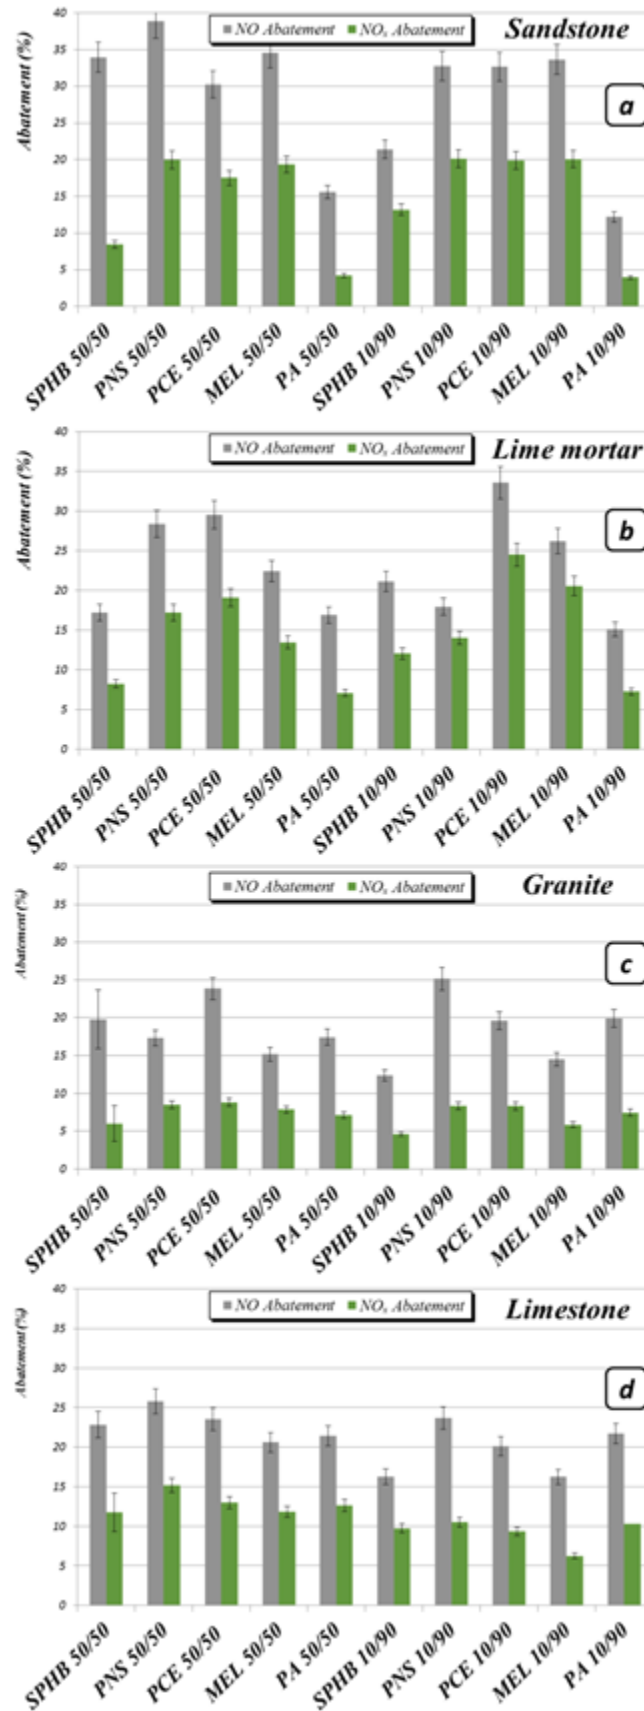 NO Abatement NOx Abatement Sandstone
Abatement (%)
a
40
35
30
25
20
15
10
5
0
SPHB 50/50
PNS 50/50
PCE 50/50
MEL 50/50
PA 50/50
SPHB 10/90
PNS 10/90
PCE 10/90
MEL 10/90
PA 10/90
NO Abatement NOx Abatement Lime mortar
Abatement (%)
b
40
35
30
25
20
15
10
5
0
SPHB 50/50
PNS 50/50
PCE 50/50
MEL 50/50
PA 50/50
SPHB 10/90
PNS 10/90
PCE 10/90
MEL 10/90
PA 10/90
NO Abatement NOx Abatement Granite
Abatement (%)
c
40
35
30
25
20
15
10
5
0
SPHB 50/50
PNS 50/50
PCE 50/50
MEL 50/50
PA 50/50
SPHB 10/90
PNS 10/90
PCE 10/90
MEL 10/90
PA 10/90
NO Abatement NOx Abatement Limestone
Abatement (%)
d
40
35
30
25
20
15
10
5
0
SPHB 50/50
PNS 50/50
PCE 50/50
MEL 50/50
PA 50/50
SPHB 10/90
PNS 10/90
PCE 10/90
MEL 10/90
PA 10/90